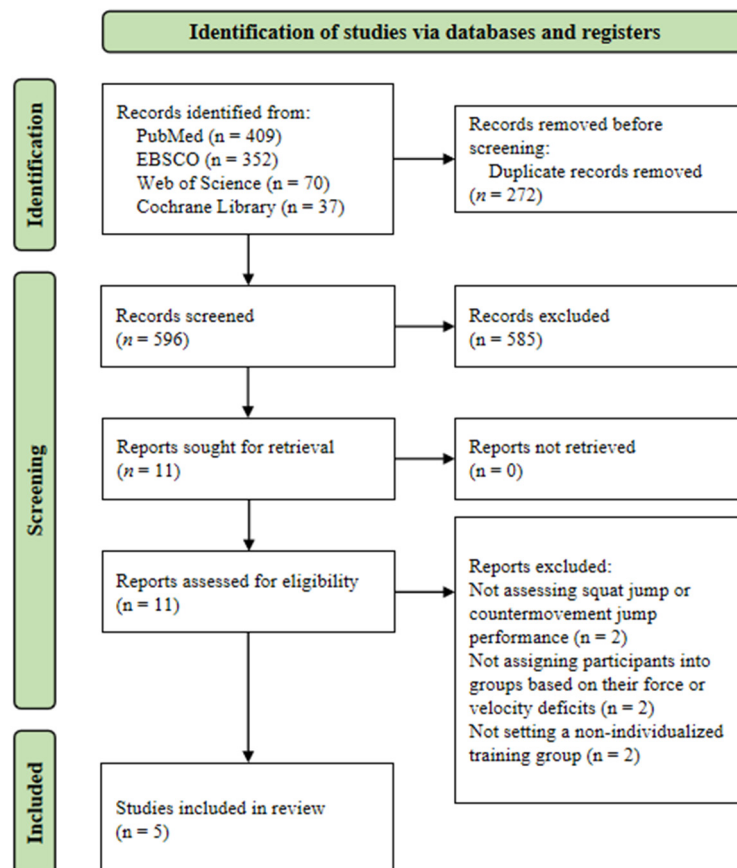 Identification of studies via databases and registers
Identification
Records identified from:
PubMed (n = 409)
EBSCO (n = 352)
Web of Science (n = 70)
Cochrane Library (n = 37)
Records removed before
screening:
Duplicate records removed
(n = 272)
Screening
Records screened
(n = 596)
Records excluded
(n = 585)
Reports sought for retrieval
(n = 11)
Reports not retrieved
(n = 0)
Reports assessed for eligibility
(n = 11)
Reports excluded:
Not assessing squat jump or
countermovement jump
performance (n = 2)
Not assigning participants into
groups based on their force or
velocity deficits (n = 2)
Not setting a non-individualized
training group (n = 2)
Included
Studies included in review
(n = 5)